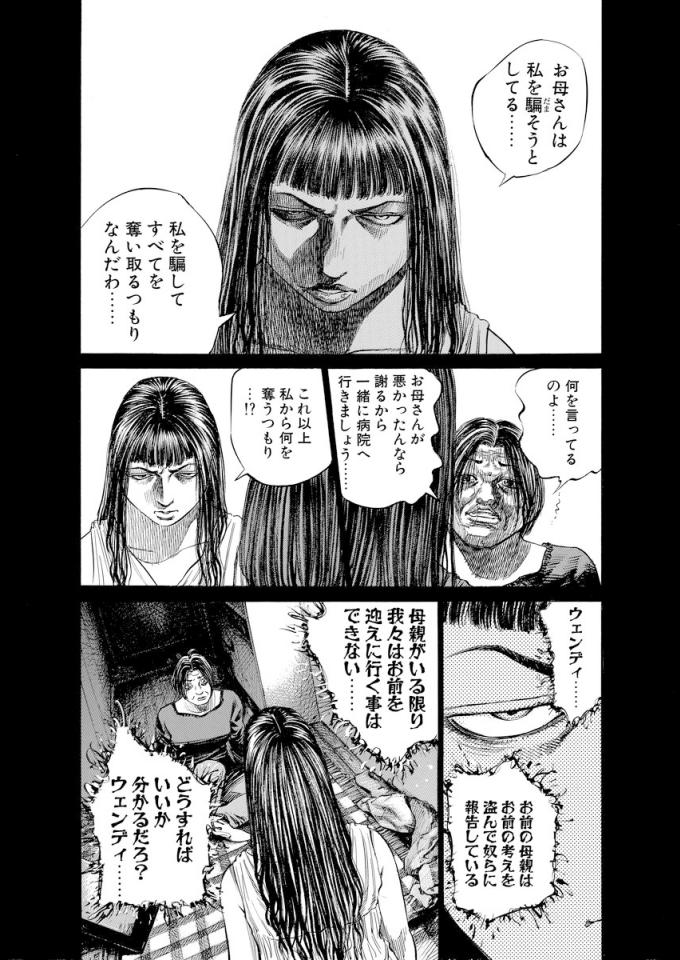 お母さんは
私を騙そうと
してる……
だま
私を騙して
すべてを
奪い取るつもり
なんだわ……
何を言ってる
のよ……
お母さんが
悪かったんなら
謝るから
一緒に病院へ
行きましょう……
これ以上
私から何を
奪うつもり
…!?
ウェンディ…
お前の母親は
お前の考えを
盗んで奴らに
報告している
母親がいる限り
我々はお前を
迎えに行く事は
できない……
どうすれば
いいか
分かるだろ？
ウェンディ……